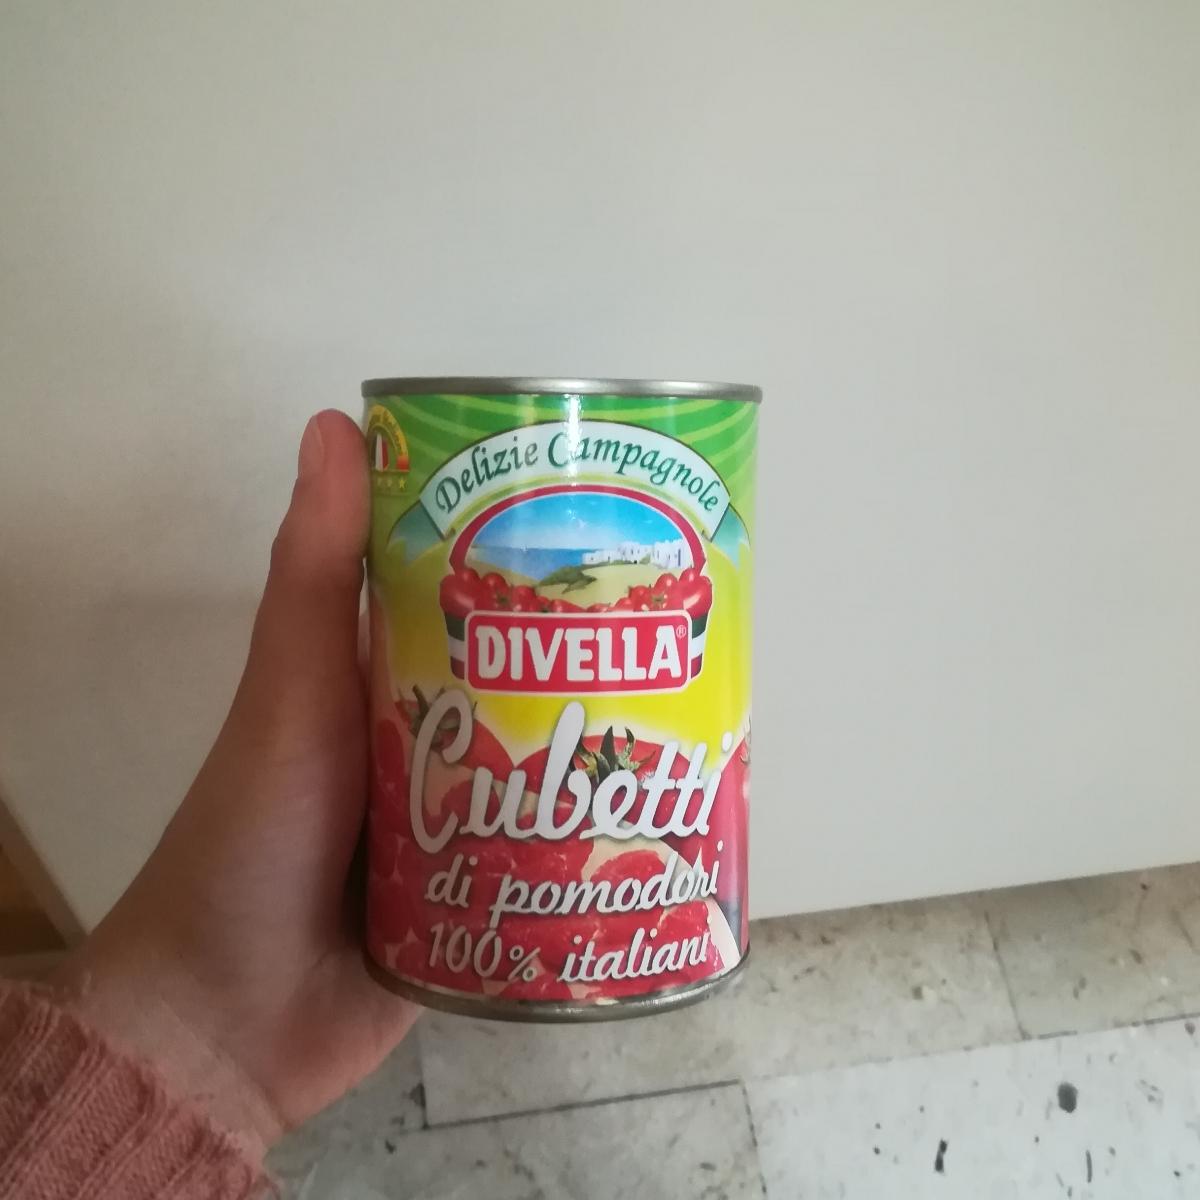 Delizie Campagnole
DIVELLA®
Cubetti
di pomodori
100% italiani